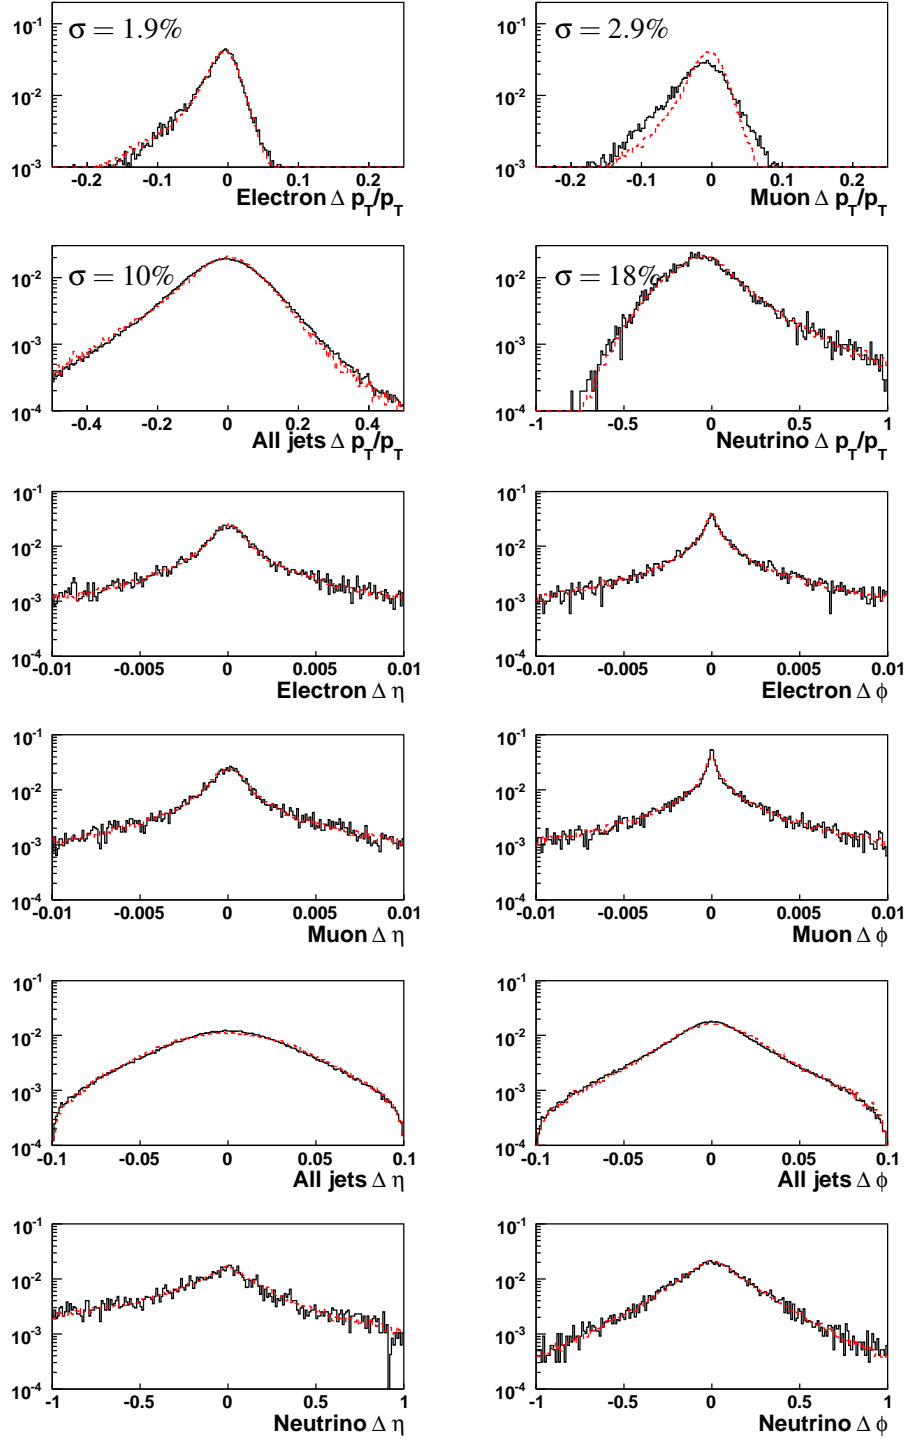 σ = 1.9%
10⁻¹
10⁻²
10⁻³
-0.2 -0.1 0 0.1 0.2
Electron Δ p_T/p_T
σ = 2.9%
10⁻¹
10⁻²
10⁻³
-0.2 -0.1 0 0.1 0.2
Muon Δ p_T/p_T
σ = 10%
10⁻²
10⁻³
10⁻⁴
-0.4 -0.2 0 0.2 0.4
All jets Δ p_T/p_T
σ = 18%
10⁻²
10⁻³
10⁻⁴
-1 -0.5 0 0.5 1
Neutrino Δ p_T/p_T
10⁻¹
10⁻²
10⁻³
10⁻⁴
-0.01 -0.005 0 0.005 0.01
Electron Δ η
10⁻¹
10⁻²
10⁻³
10⁻⁴
-0.01 -0.005 0 0.005 0.01
Electron Δ ϕ
10⁻¹
10⁻²
10⁻³
10⁻⁴
-0.01 -0.005 0 0.005 0.01
Muon Δ η
10⁻¹
10⁻²
10⁻³
10⁻⁴
-0.01 -0.005 0 0.005 0.01
Muon Δ ϕ
10⁻¹
10⁻²
10⁻³
10⁻⁴
-0.1 -0.05 0 0.05 0.1
All jets Δ η
10⁻¹
10⁻²
10⁻³
10⁻⁴
-0.1 -0.05 0 0.05 0.1
All jets Δ ϕ
10⁻¹
10⁻²
10⁻³
10⁻⁴
-1 -0.5 0 0.5 1
Neutrino Δ η
10⁻¹
10⁻²
10⁻³
10⁻⁴
-1 -0.5 0 0.5 1
Neutrino Δ ϕ